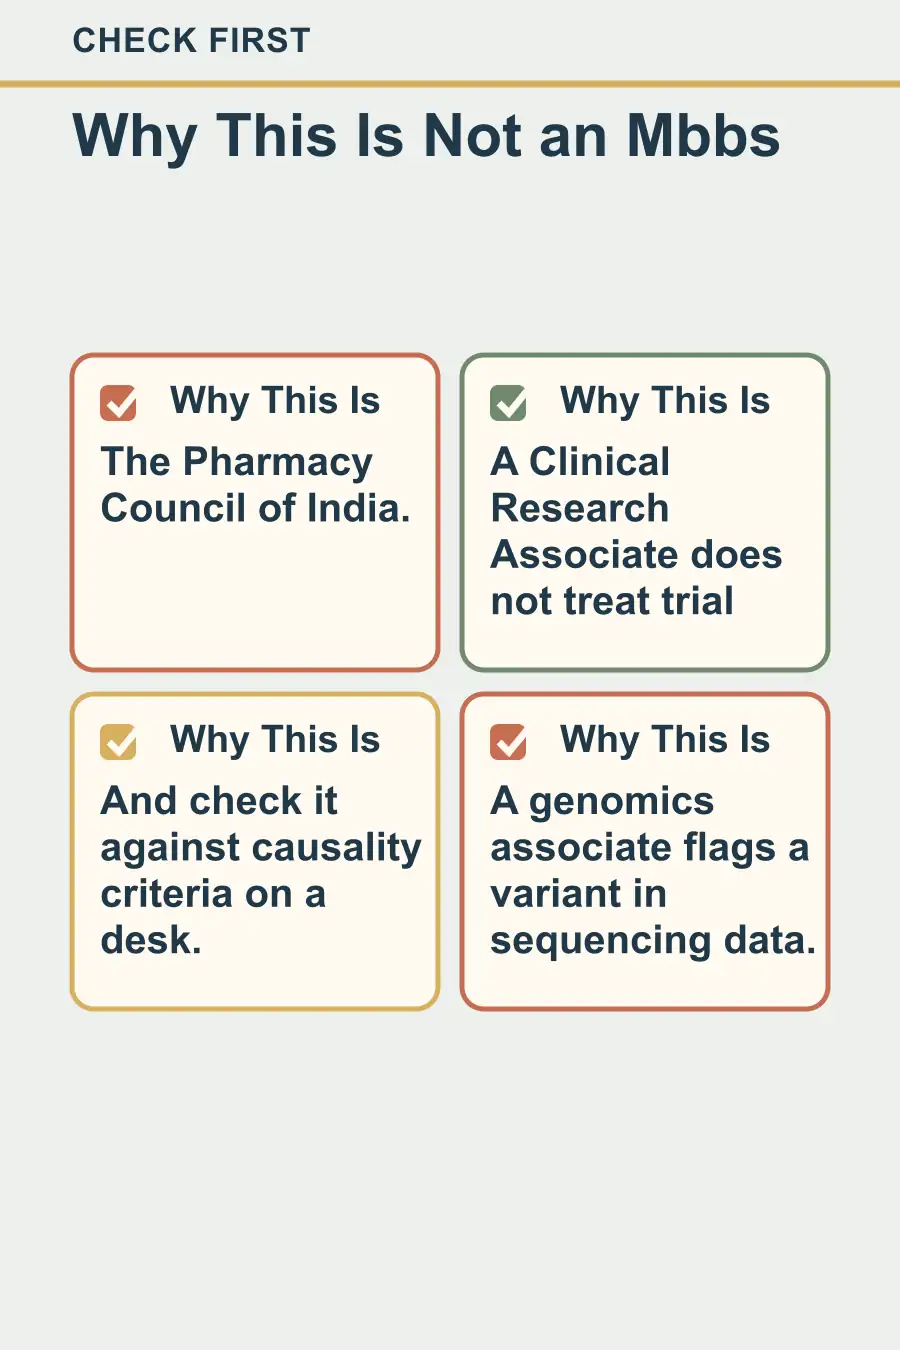 CHECK FIRST
Why This Is Not an Mbbs
Why This Is
The Pharmacy
Council of India.
Why This Is
A Clinical
Research
Associate does
not treat trial
Why This Is
And check it
against causality
criteria on a
desk.
Why This Is
A genomics
associate flags a
variant in
sequencing data.